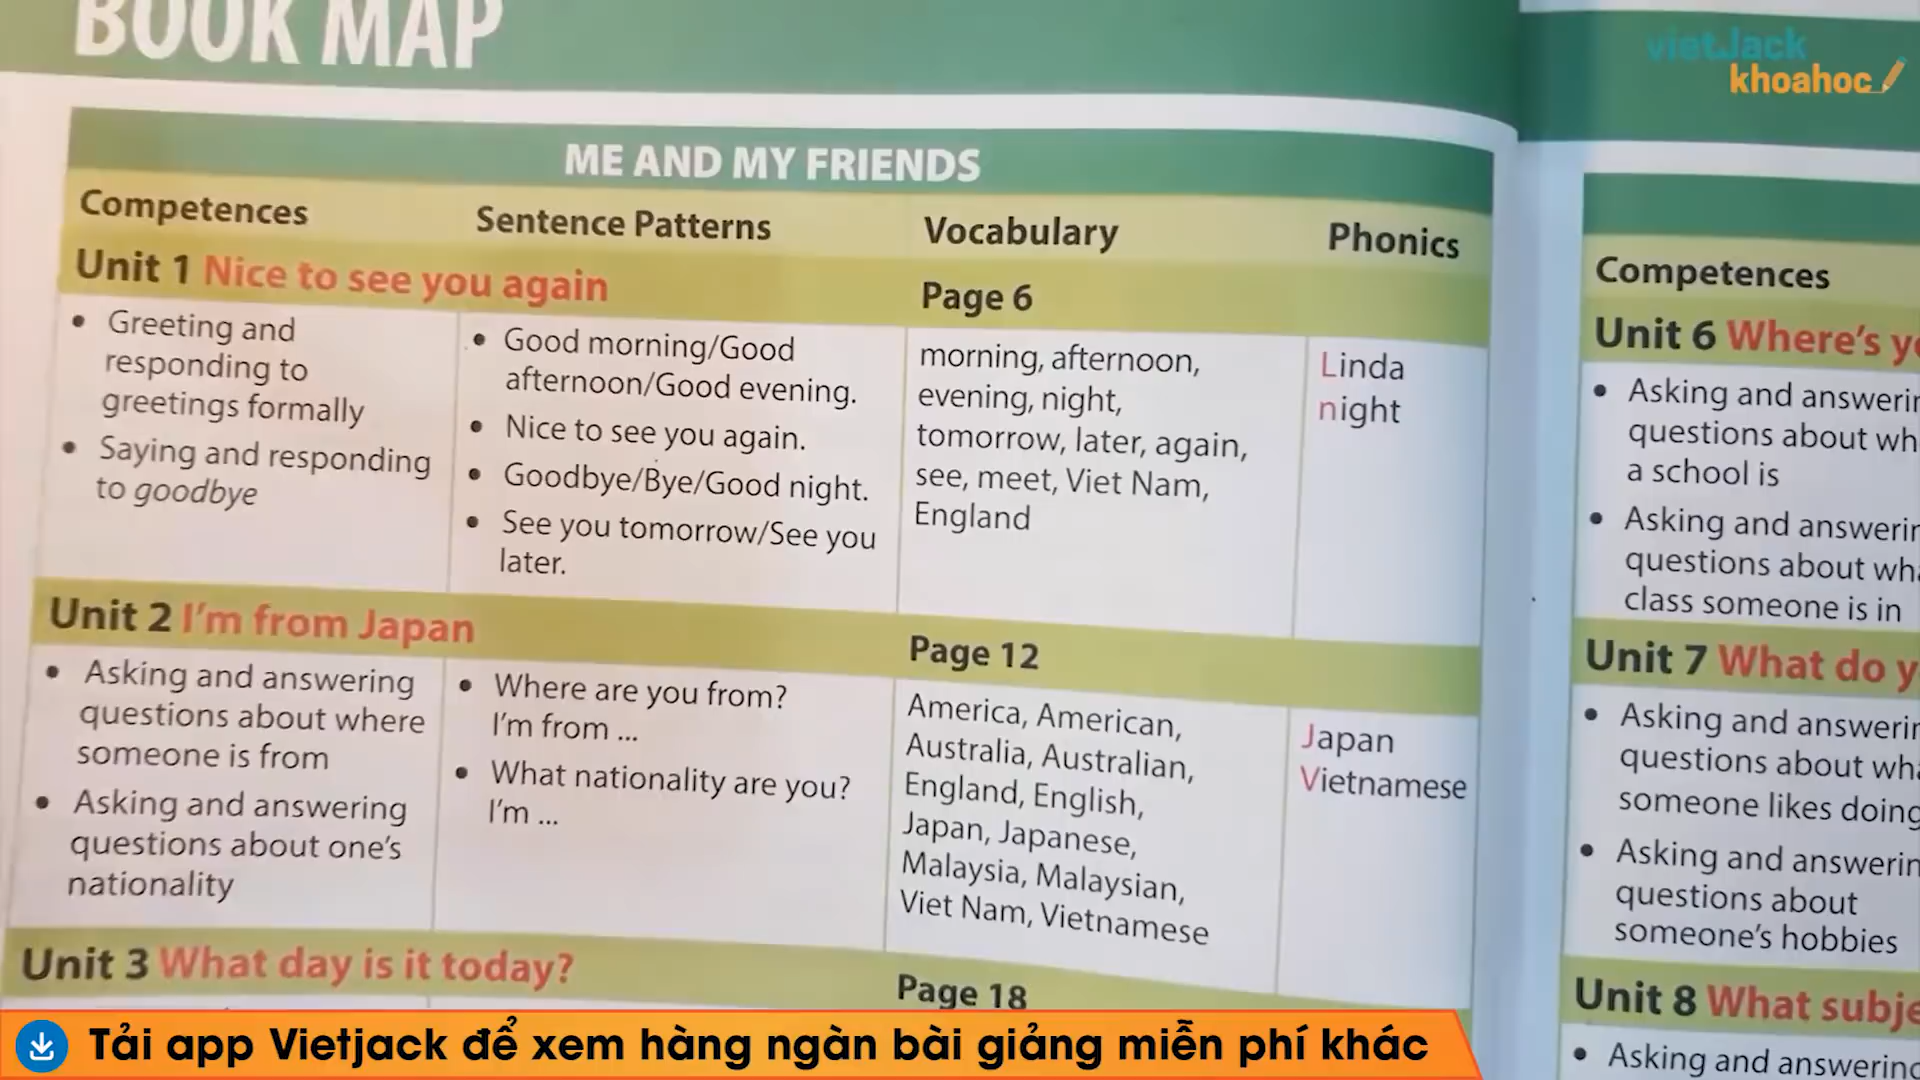 BOOK MAP
vietJack
khoahoc
ME AND MY FRIENDS
Competences
Sentence Patterns
Vocabulary
Phonics
Unit 1 Nice to see you again
Page 6
• Greeting and
responding to
greetings formally
• Saying and responding
to goodbye
• Good morning/Good
afternoon/Good evening.
• Nice to see you again.
• Goodbye/Bye/Good night.
• See you tomorrow/See you
later.
morning, afternoon,
evening, night,
tomorrow, later, again,
see, meet, Viet Nam,
England
Linda
night
Unit 2 I'm from Japan
Page 12
• Asking and answering
questions about where
someone is from
• Asking and answering
questions about one's
nationality
• Where are you from?
I'm from ...
• What nationality are you?
I'm ...
America, American,
Australia, Australian,
England, English,
Japan, Japanese,
Malaysia, Malaysian,
Viet Nam, Vietnamese
Japan
Vietnamese
Unit 3 What day is it today?
Page 18
Competences
Unit 6 Where's
• Asking and
questions about
a school is
• Asking and
questions about
class someone is in
Unit 7 What do
• Asking and
questions about
someone likes doing
• Asking and
questions about
someone's hobbies
Unit 8 What
• Asking and
Tải app Vietjack để xem hàng ngàn bài giảng miễn phí khác